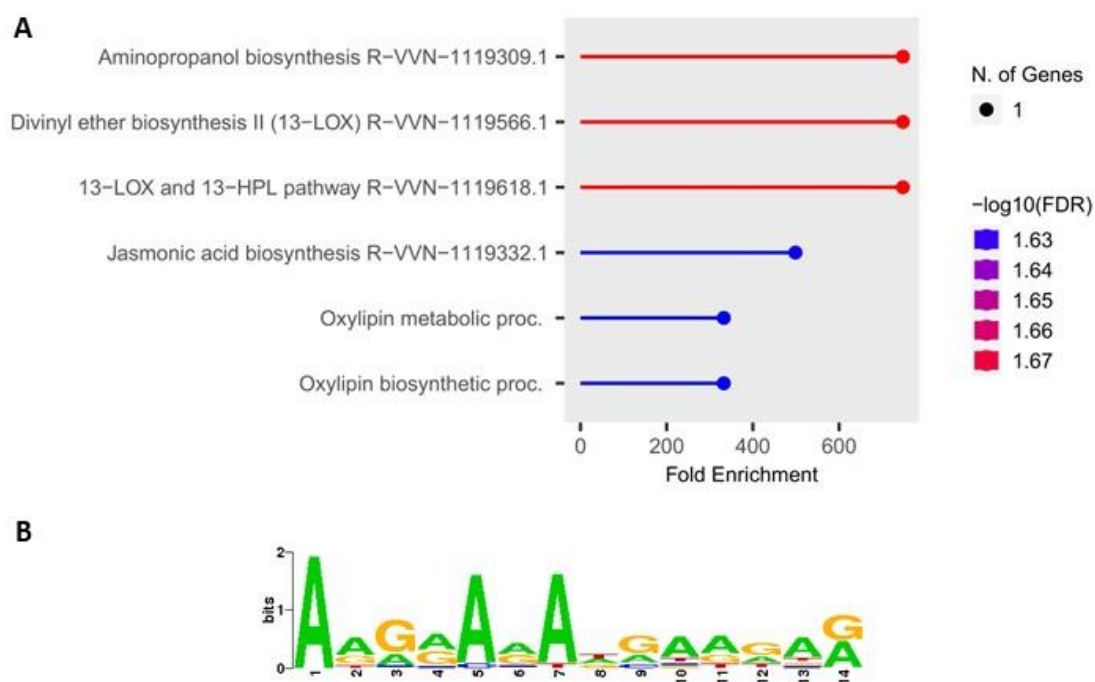 A
Aminopropanol biosynthesis R−VVN−1119309.1
Divinyl ether biosynthesis II (13−LOX) R−VVN−1119566.1
13−LOX and 13−HPL pathway R−VVN−1119618.1
Jasmonic acid biosynthesis R−VVN−1119332.1
Oxylipin metabolic proc.
Oxylipin biosynthetic proc.
0 200 400 600
Fold Enrichment
N. of Genes
1
−log10(FDR)
1.63
1.64
1.65
1.66
1.67
B
2
1
0
bits
1 2 3 4 5 6 7 8 9 10 11 12 13 14